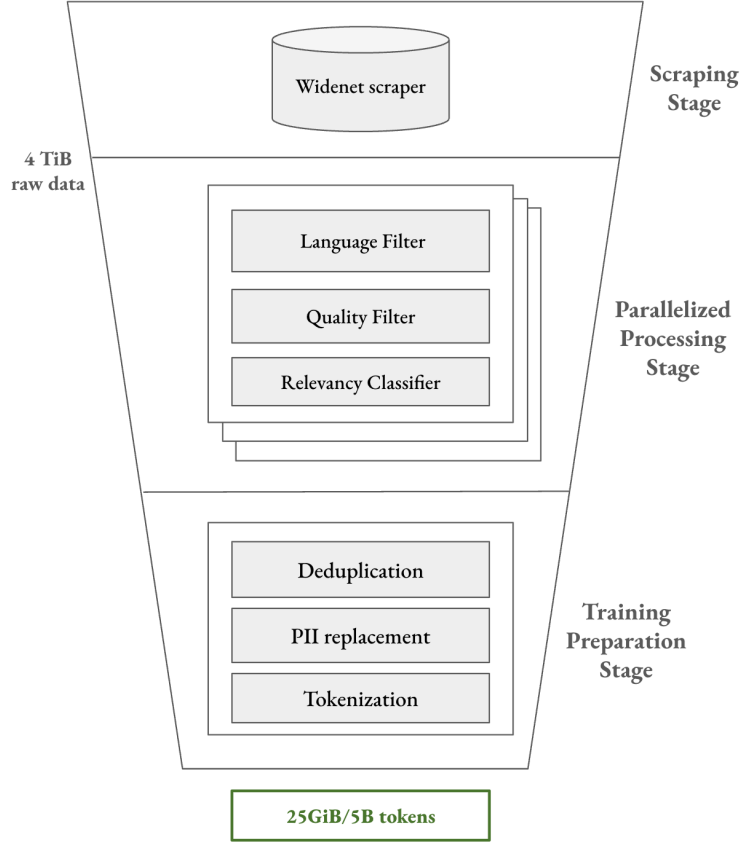 Widenet scraper
Scraping
Stage
4 TiB
raw data
Language Filter
Quality Filter
Relevancy Classifier
Parallelized
Processing
Stage
Deduplication
PII replacement
Tokenization
Training
Preparation
Stage
25GiB/5B tokens